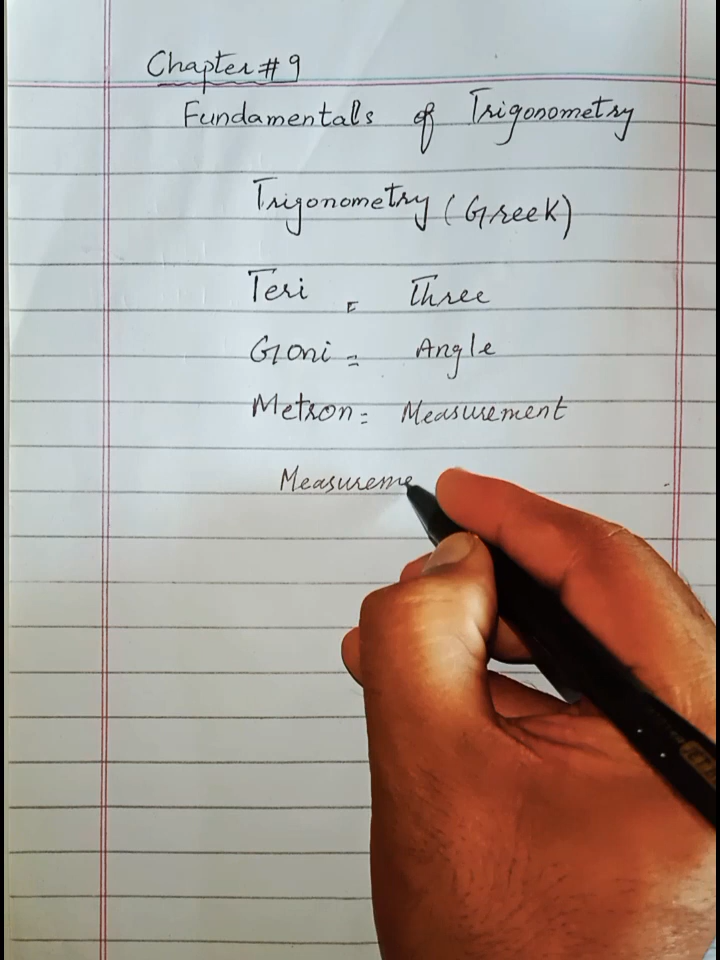 Chapter # 9
Fundamentals of Trigonometry
Trigonometry (Greek)
Teri = Three
Goni = Angle
Metron = Measurement
Measureme